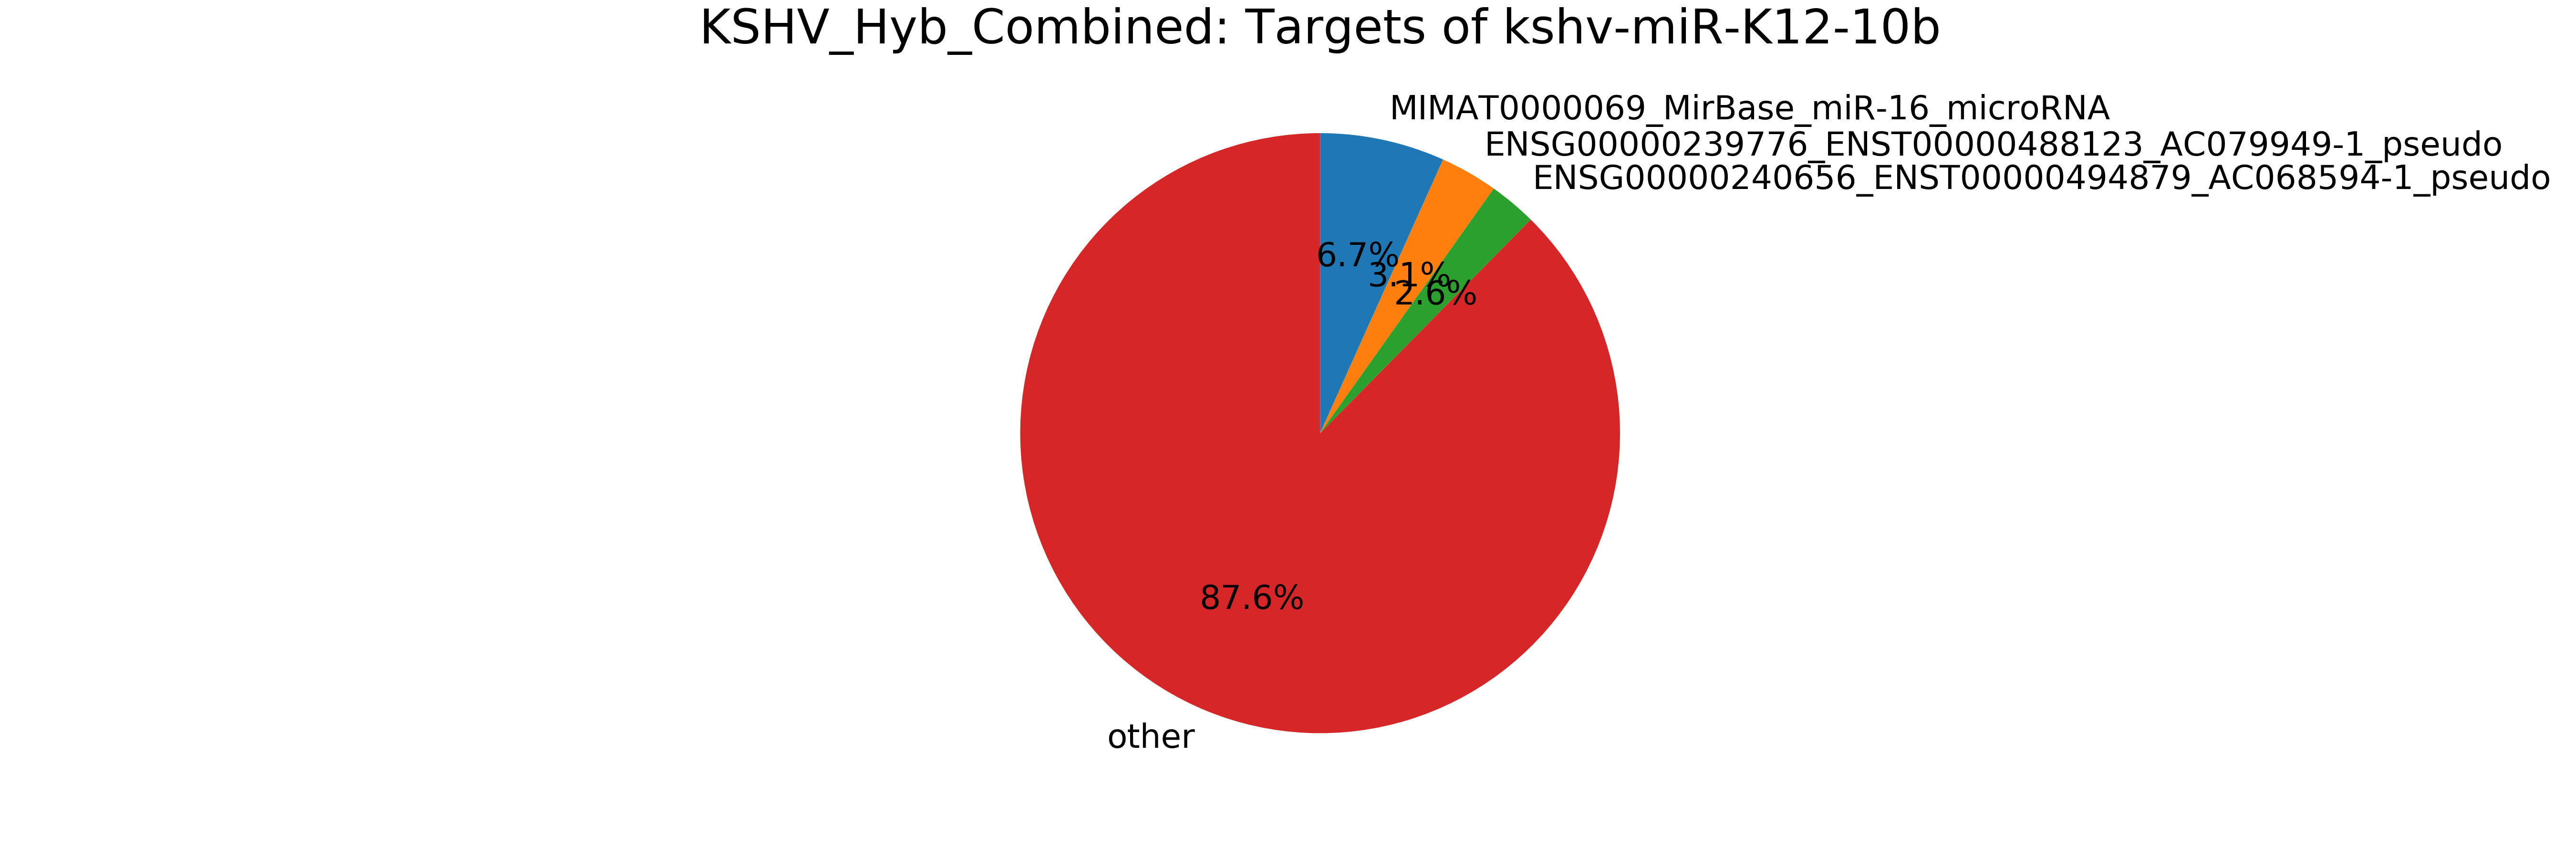 KSHV_Hyb_Combined: Targets of kshv-miR-K12-10b
MIMAT0000069_MirBase_miR-16_microRNA
ENSG00000239776_ENST00000488123_AC079949-1_pseudo
ENSG00000240656_ENST00000494879_AC068594-1_pseudo
6.7%
3.1%
2.6%
87.6%
other